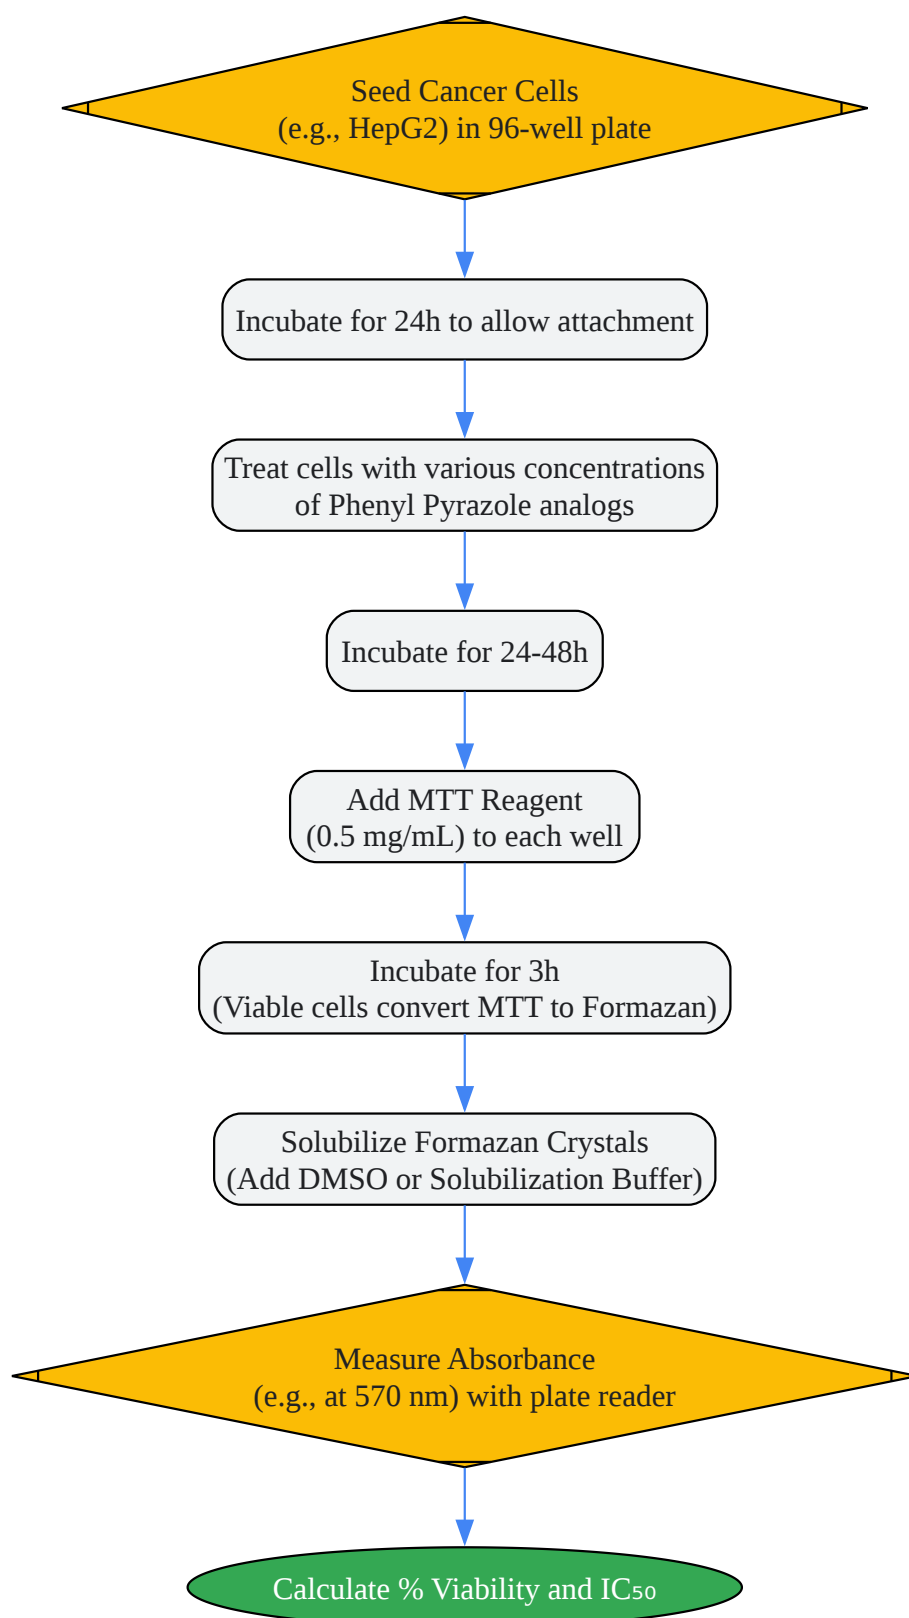 Seed Cancer Cells
(e.g., HepG2) in 96-well plate
Incubate for 24h to allow attachment
Treat cells with various concentrations
of Phenyl Pyrazole analogs
Incubate for 24-48h
Add MTT Reagent
(0.5 mg/mL) to each well
Incubate for 3h
(Viable cells convert MTT to Formazan)
Solubilize Formazan Crystals
(Add DMSO or Solubilization Buffer)
Measure Absorbance
(e.g., at 570 nm) with plate reader
Calculate % Viability and IC₅₀